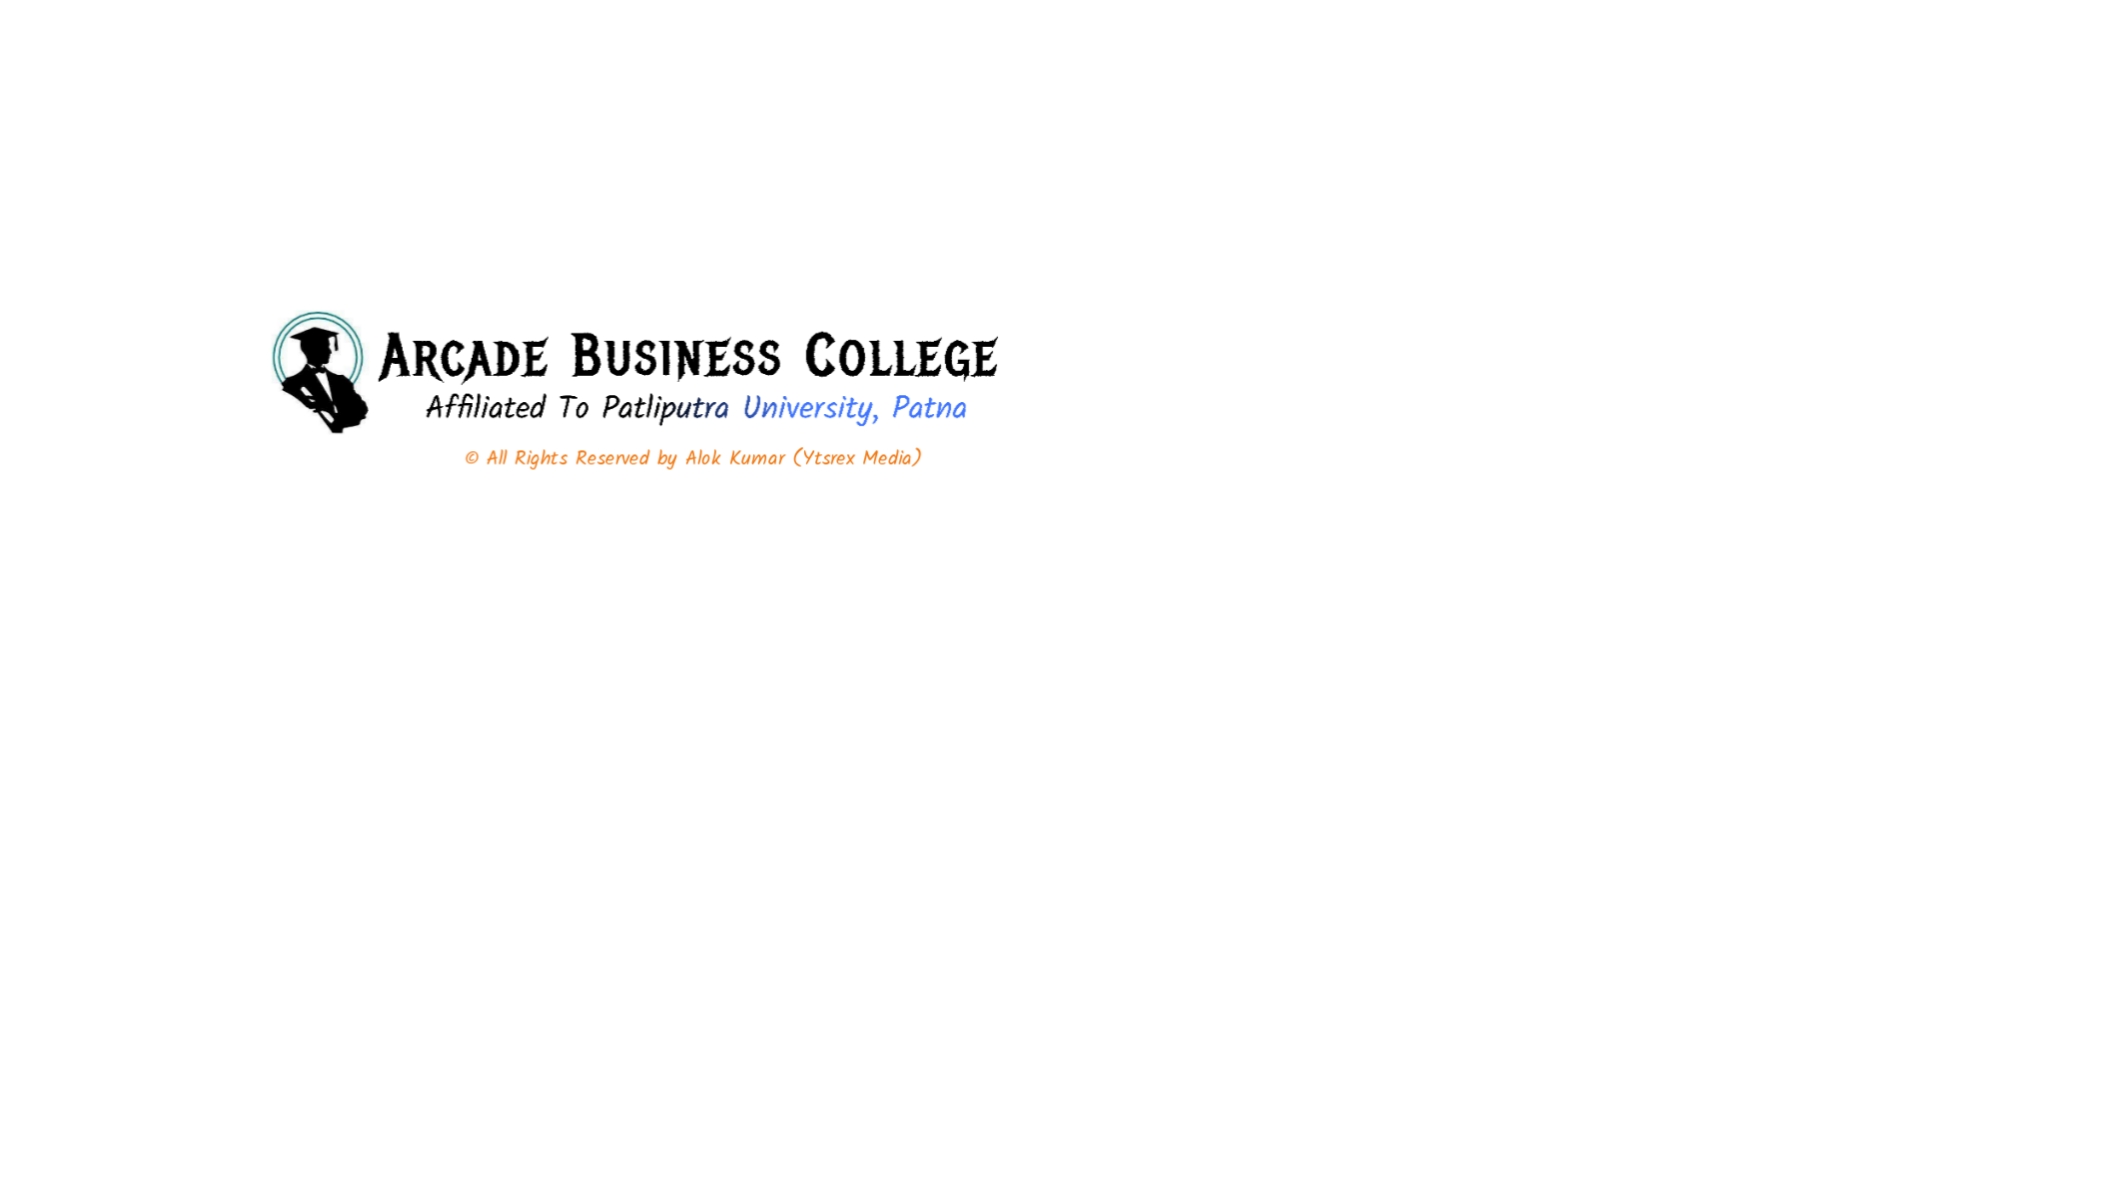 Arcade Business College
Affiliated To Patliputra University, Patna
© All Rights Reserved by Alok Kumar (Ytsrex Media)